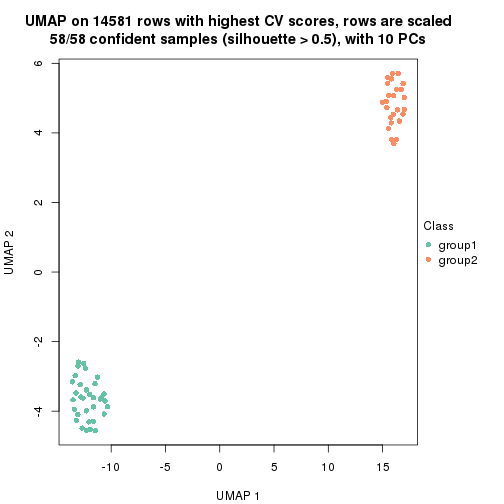 UMAP on 14581 rows with highest CV scores, rows are scaled
58/58 confident samples (silhouette > 0.5), with 10 PCs
6
4
2
0
-2
-4
UMAP 2
-10
-5
0
5
10
15
UMAP 1
Class
group1
group2